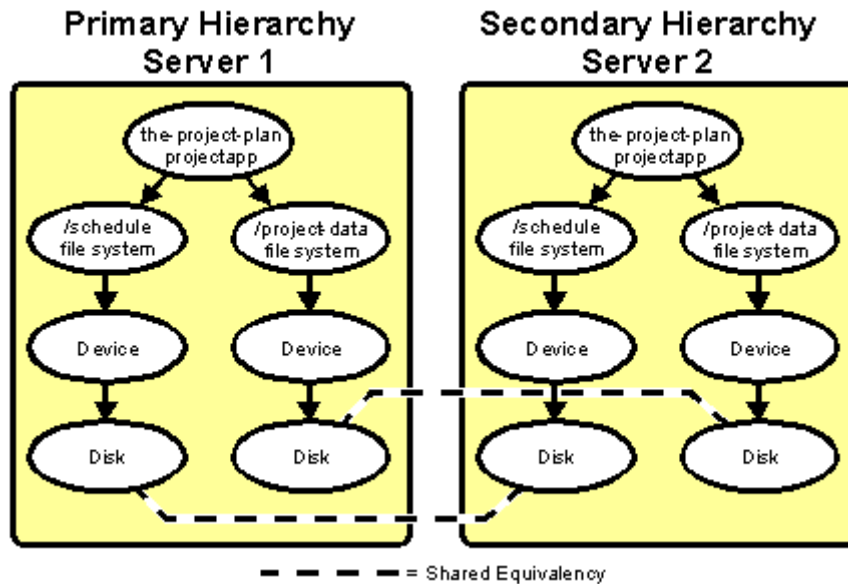 Primary Hierarchy
Server 1
Secondary Hierarchy
Server 2
the-project-plan
projectapp
/schedule
file system
/project-data
file system
Device
Device
Disk
Disk
the-project-plan
projectapp
/schedule
file system
/project-data
file system
Device
Device
Disk
Disk
= Shared Equivalency